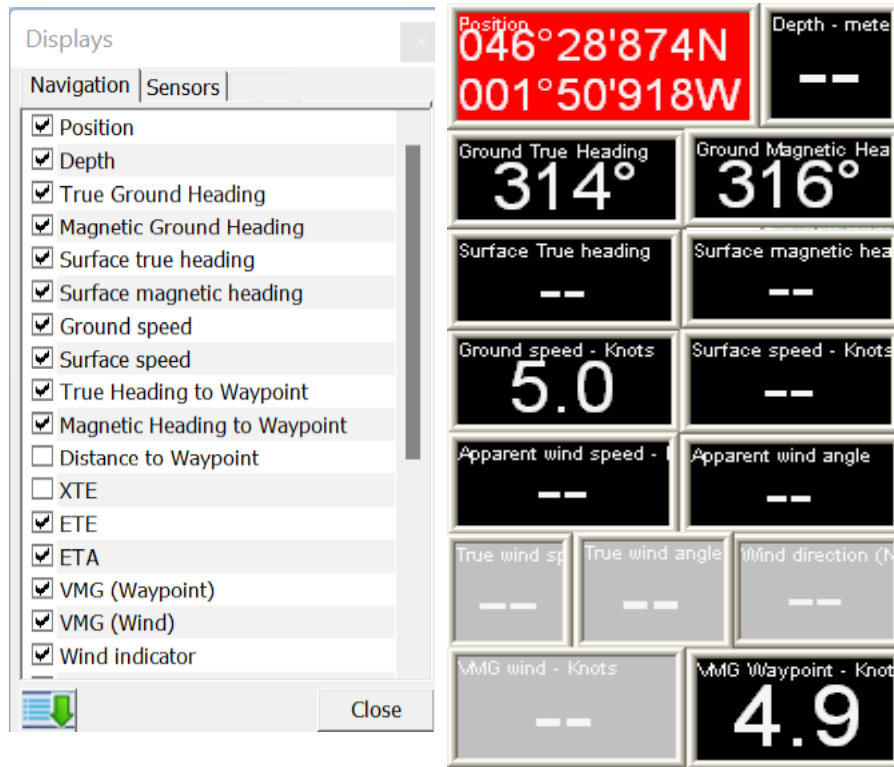 Displays
Navigation
Sensors
Position
Depth
True Ground Heading
Magnetic Ground Heading
Surface true heading
Surface magnetic heading
Ground speed
Surface speed
True Heading to Waypoint
Magnetic Heading to Waypoint
Distance to Waypoint
XTE
ETE
ETA
VMG (Waypoint)
VMG (Wind)
Wind indicator
Close
Position
046°28'874N
001°50'918W
Depth - mete
--
Ground True Heading
314°
Ground Magnetic Hea
316°
Surface True heading
--
Surface magnetic hea
--
Ground speed - Knots
5.0
Surface speed - Knots
--
Apparent wind speed -
--
Apparent wind angle
--
True wind sp
--
True wind angle
--
Wind direction (N
--
VMG wind - Knots
--
VMG Waypoint - Knot
4.9